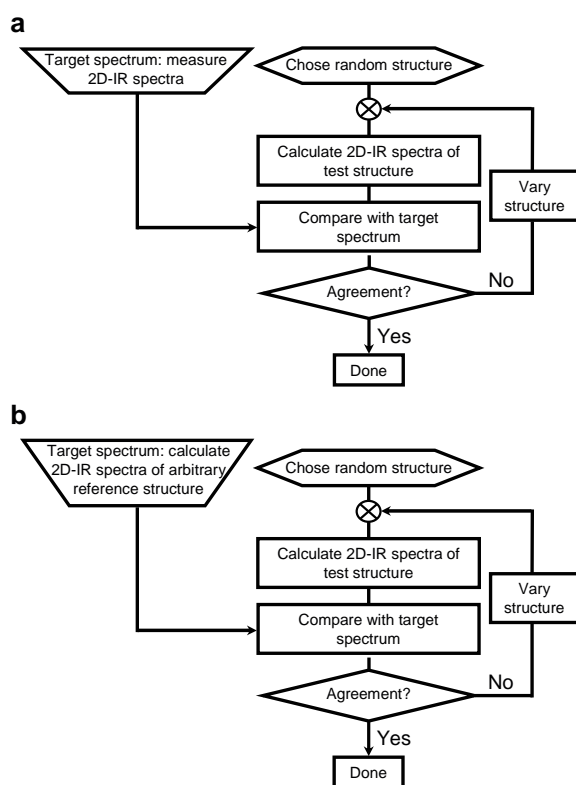 a
Target spectrum: measure
2D-IR spectra
Chose random structure
Calculate 2D-IR spectra of
test structure
Vary
structure
Compare with target
spectrum
Agreement?
No
Yes
Done
b
Target spectrum: calculate
2D-IR spectra of arbitrary
reference structure
Chose random structure
Calculate 2D-IR spectra of
test structure
Vary
structure
Compare with target
spectrum
Agreement?
No
Yes
Done